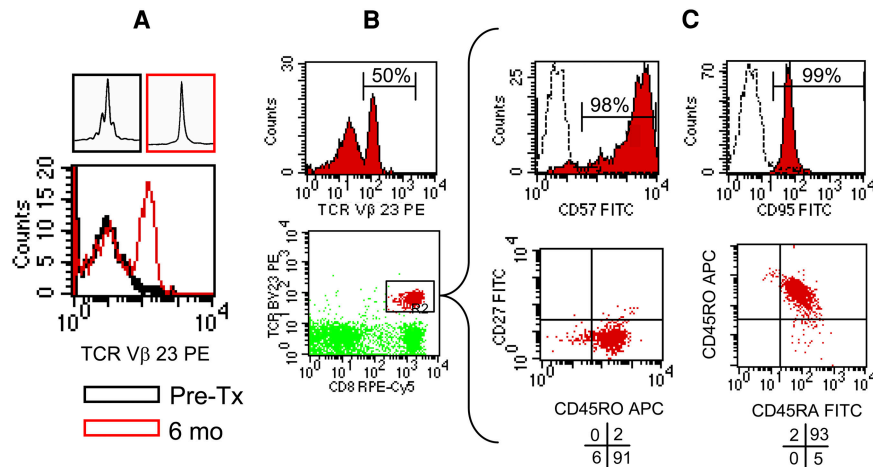 A
B
C
Counts
20
15
10
5
0
10^0
10^4
TCR Vβ 23 PE
Pre-Tx
6 mo
30
0
Counts
50%
10^0 10^1 10^2 10^3 10^4
TCR Vβ 23 PE
TCR BY23 PE
10^0 10^1 10^2 10^3 10^4
R2
10^0 10^1 10^2 10^3 10^4
CD8 RPE-Cy5
25
0
Counts
98%
10^0 10^1 10^2 10^3 10^4
CD57 FITC
70
0
Counts
99%
10^0 10^1 10^2 10^3 10^4
CD95 FITC
CD27 FITC
10^4
10^0
10^0
10^4
CD45RO APC
0 2
6 91
CD45RO APC
10^0 10^1 10^2 10^3 10^4
CD45RA FITC
2 93
0 5